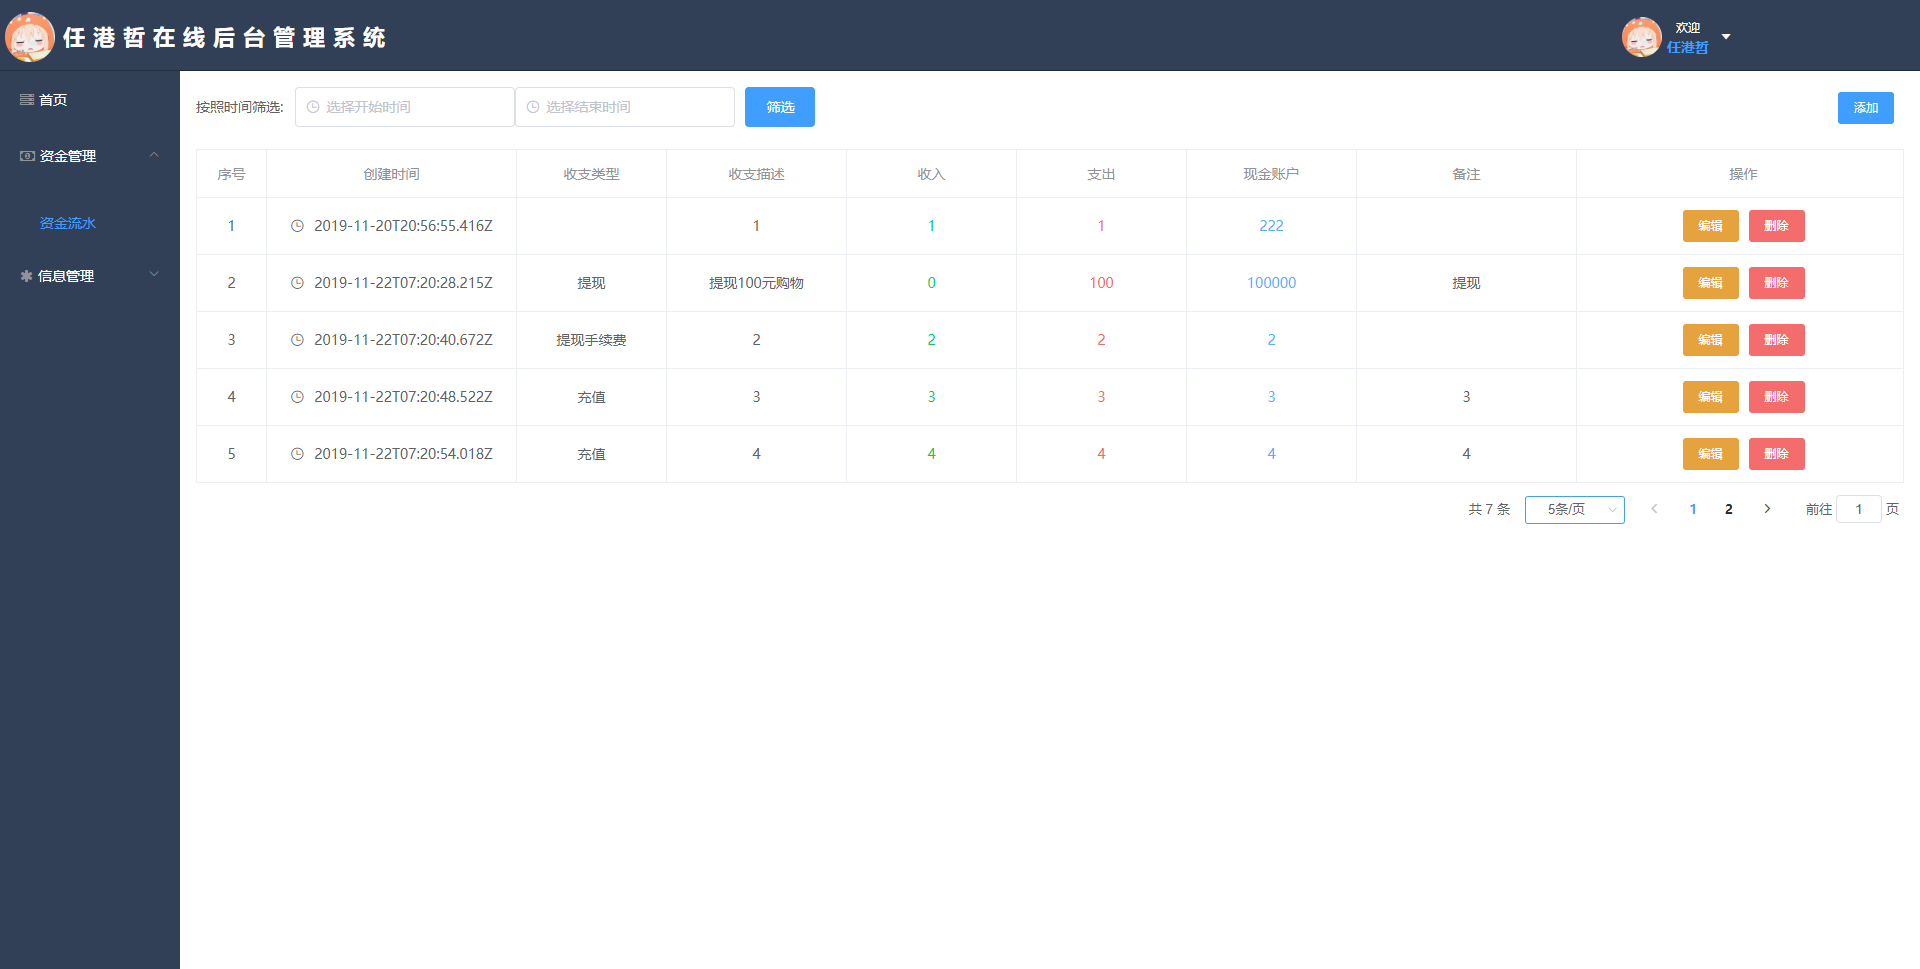 任港哲在线后台管理系统
欢迎
任港哲
首页
资金管理
资金流水
信息管理
按照时间筛选: 选择开始时间 选择结束时间 筛选 添加
序号 创建时间 收支类型 收支描述 收入 支出 现金账户 备注 操作
1 2019-11-20T20:56:55.416Z 1 1 1 222 编辑 删除
2 2019-11-22T07:20:28.215Z 提现 提现100元购物 0 100 100000 提现 编辑 删除
3 2019-11-22T07:20:40.672Z 提现手续费 2 2 2 2 编辑 删除
4 2019-11-22T07:20:48.522Z 充值 3 3 3 3 3 编辑 删除
5 2019-11-22T07:20:54.018Z 充值 4 4 4 4 4 编辑 删除
共 7 条 5条/页 1 2 前往 1 页